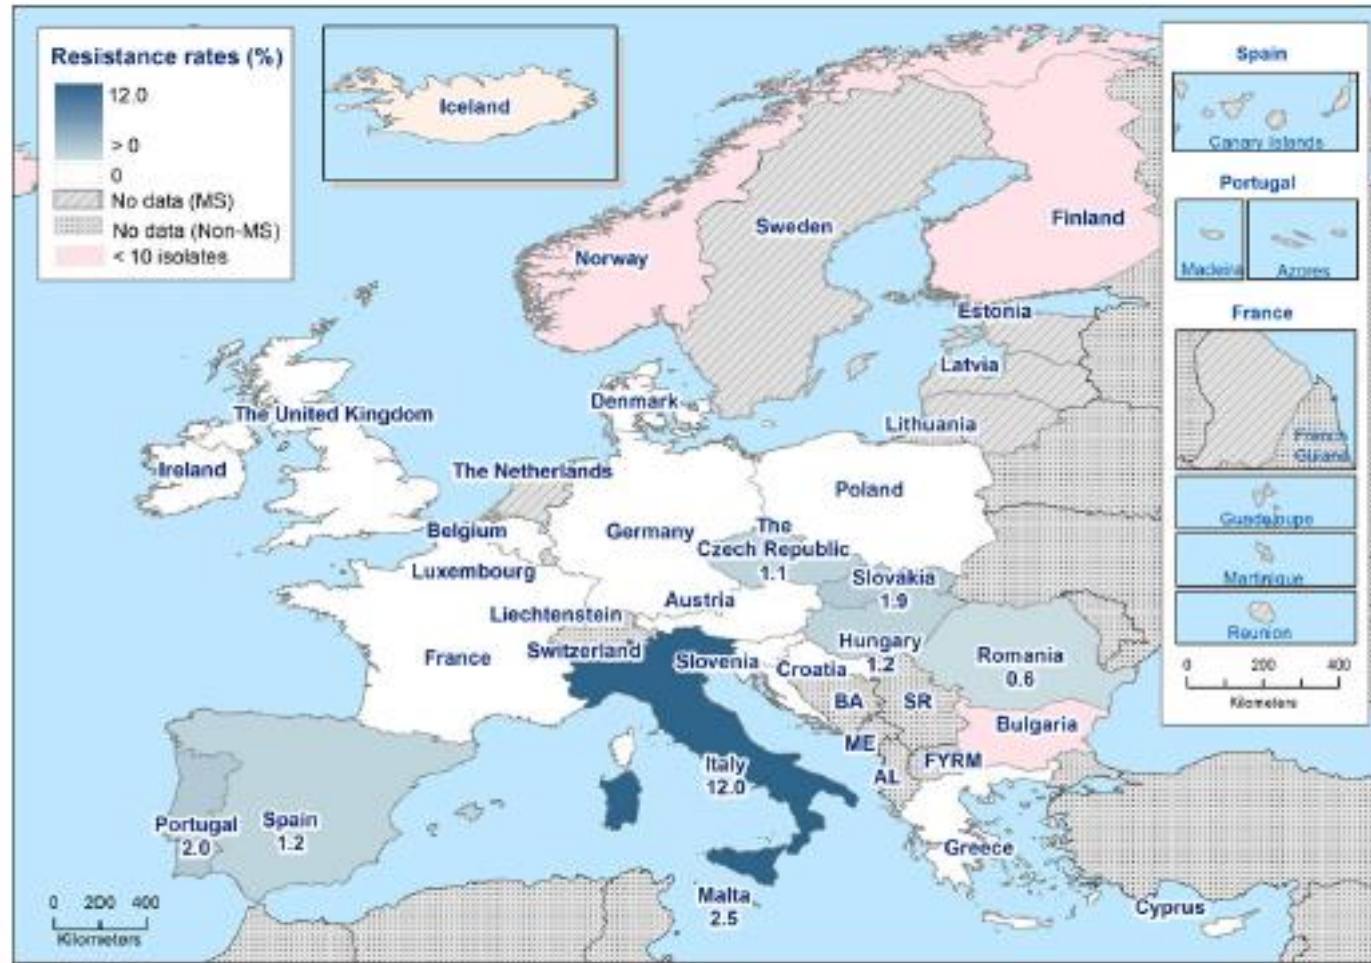 Resistance rates (%)
12.0
> 0
0
No data (MS)
No data (Non-MS)
< 10 isolates
Iceland
Spain
Canary Islands
Portugal
Madeira
Azores
France
French
Guiana
Guadeloupe
Martinique
Reunion
0 200 400
Kilometers
Norway
Sweden
Finland
Estonia
Latvia
Lithuania
Denmark
The United Kingdom
Ireland
The Netherlands
Belgium
Luxembourg
Germany
Poland
The
Czech Republic
1.1
Slovakia
1.9
Austria
Liechtenstein
Switzerland
France
Slovenia
Croatia
Hungary
1.2
Romania
0.6
BA
SR
ME
AL
FYRM
Bulgaria
Italy
12.0
Portugal
2.0
Spain
1.2
Greece
Malta
2.5
Cyprus
0 200 400
Kilometers